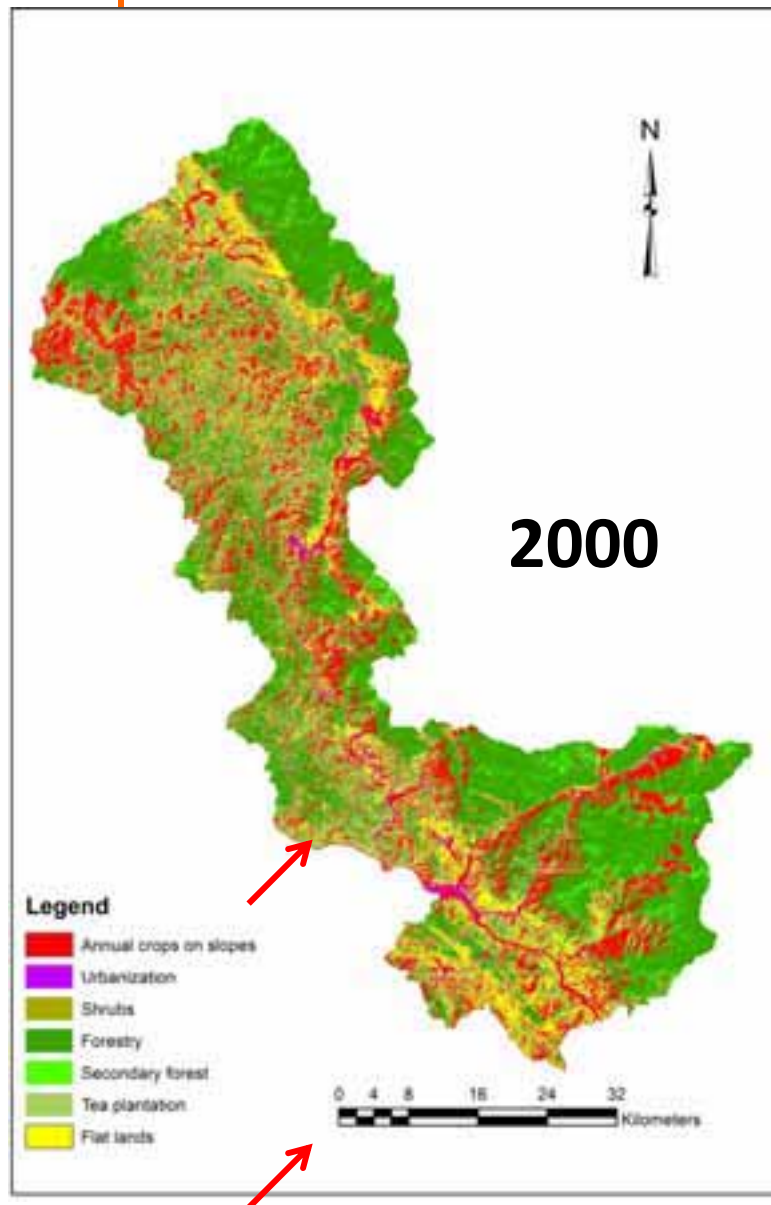 N
2000
Legend
Annual crops on slopes
Urbanization
Shrubs
Forestry
Secondary forest
Tea plantation
Flat lands
0 4 8 16 24 32
Kilometers